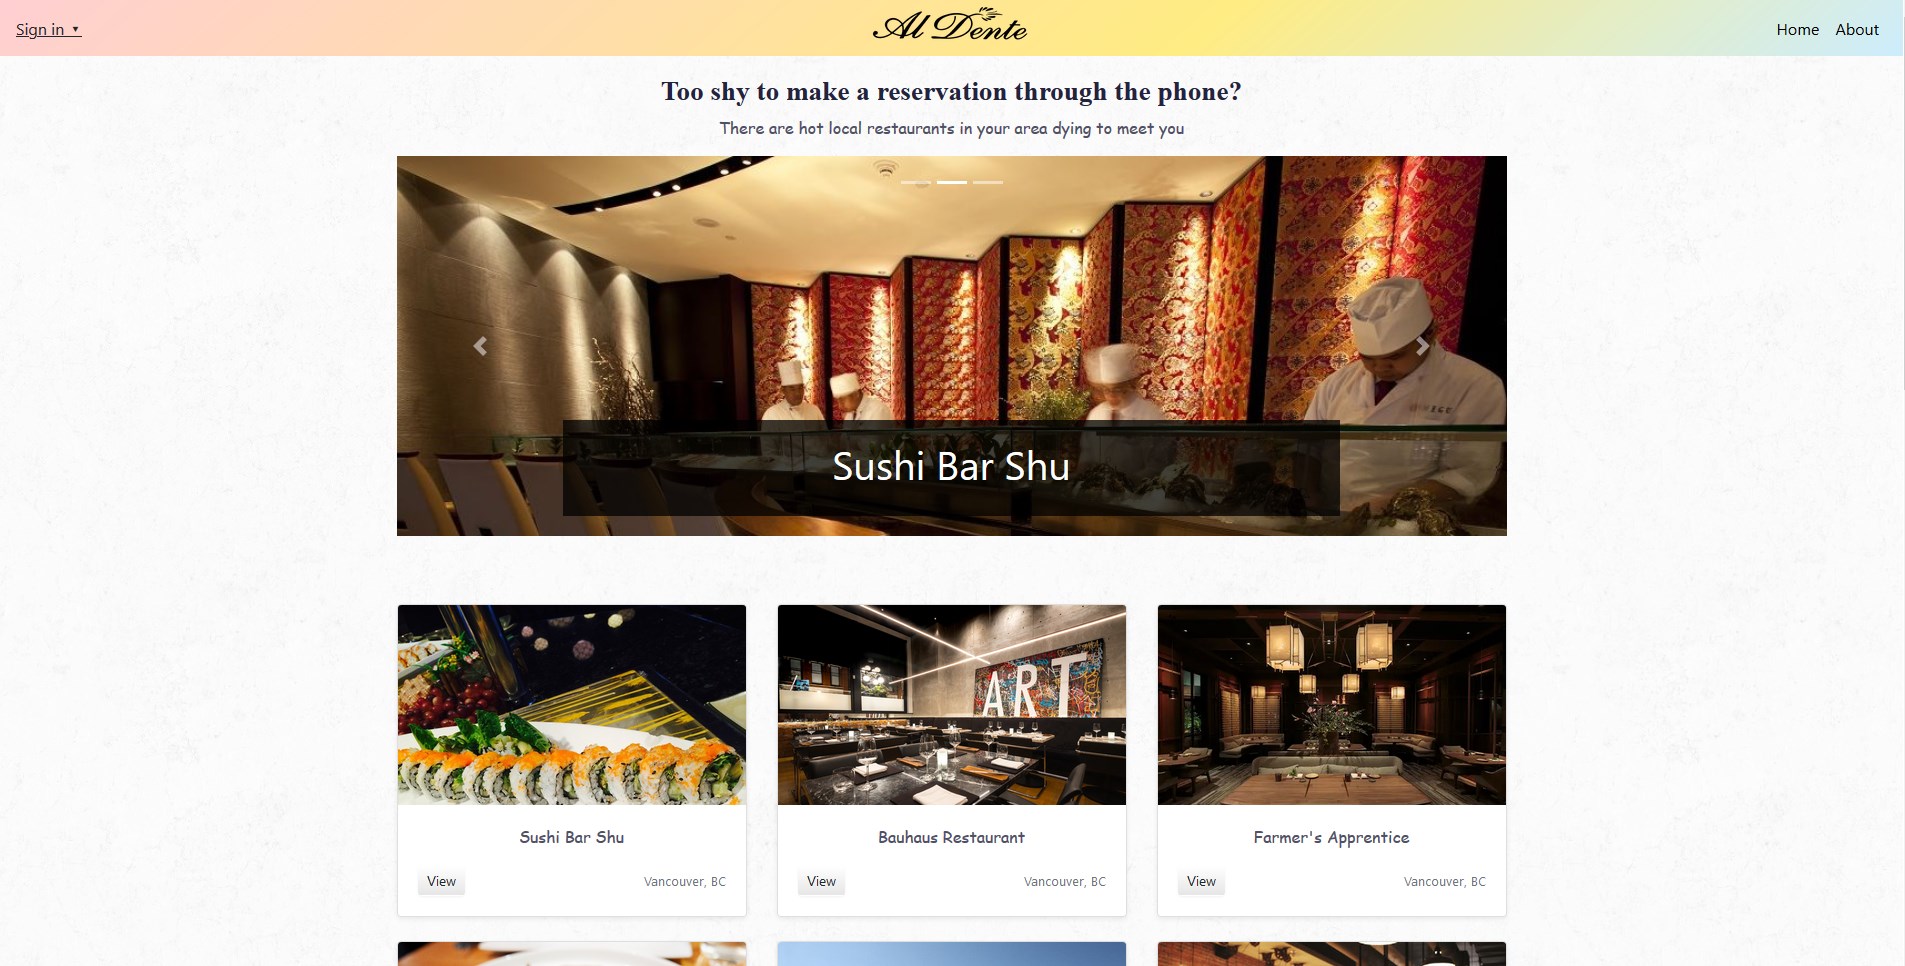 Sign in
Al Dente
Home
About
Too shy to make a reservation through the phone?
There are hot local restaurants in your area dying to meet you
Sushi Bar Shu
ART
Sushi Bar Shu
Bauhaus Restaurant
Farmer's Apprentice
View
Vancouver, BC
View
Vancouver, BC
View
Vancouver, BC